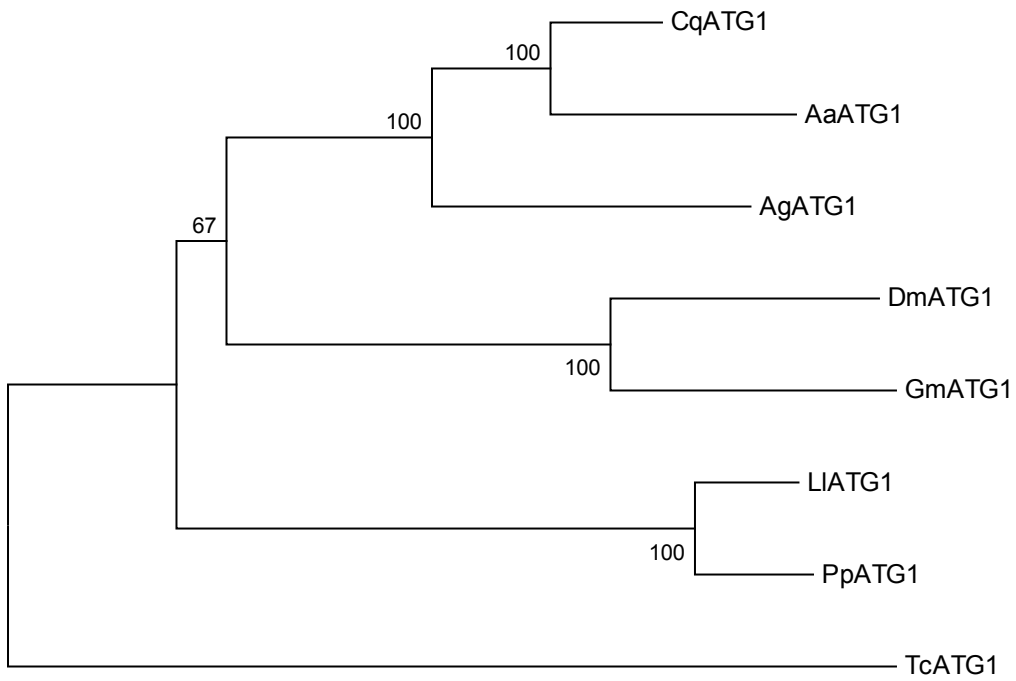 CqATG1
100
AaATG1
100
AgATG1
67
DmATG1
100
GmATG1
LlATG1
100
PpATG1
TcATG1